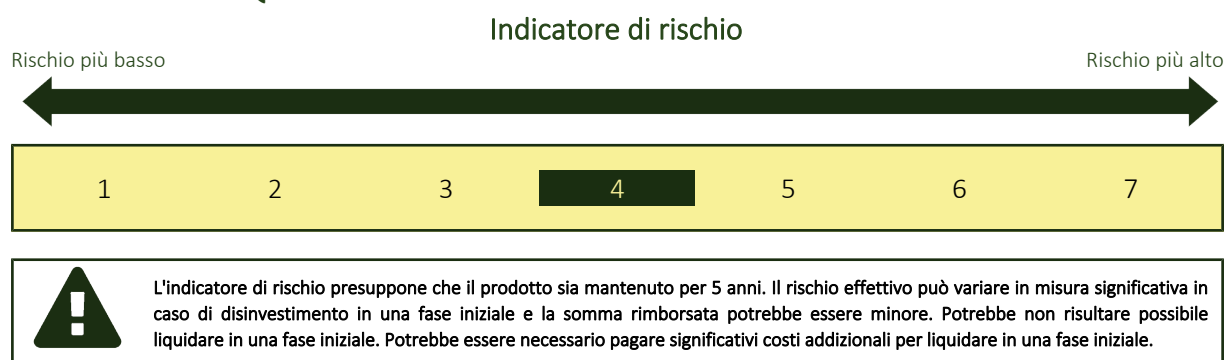 Indicatore di rischio
Rischio più basso Rischio più alto
1 2 3 4 5 6 7
L'indicatore di rischio presuppone che il prodotto sia mantenuto per 5 anni. Il rischio effettivo può variare in misura significativa in
caso di disinvestimento in una fase iniziale e la somma rimborsata potrebbe essere minore. Potrebbe non risultare possibile
liquidare in una fase iniziale. Potrebbe essere necessario pagare significativi costi addizionali per liquidare in una fase iniziale.